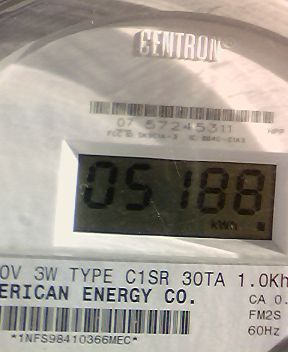 CENTRON
07 57245311
05188
KWH
0V 3W TYPE C1SR 30TA 1.0Kh
ERICAN ENERGY CO.
CA 0.
FM2S
60Hz
*1NFS98410366MEC*